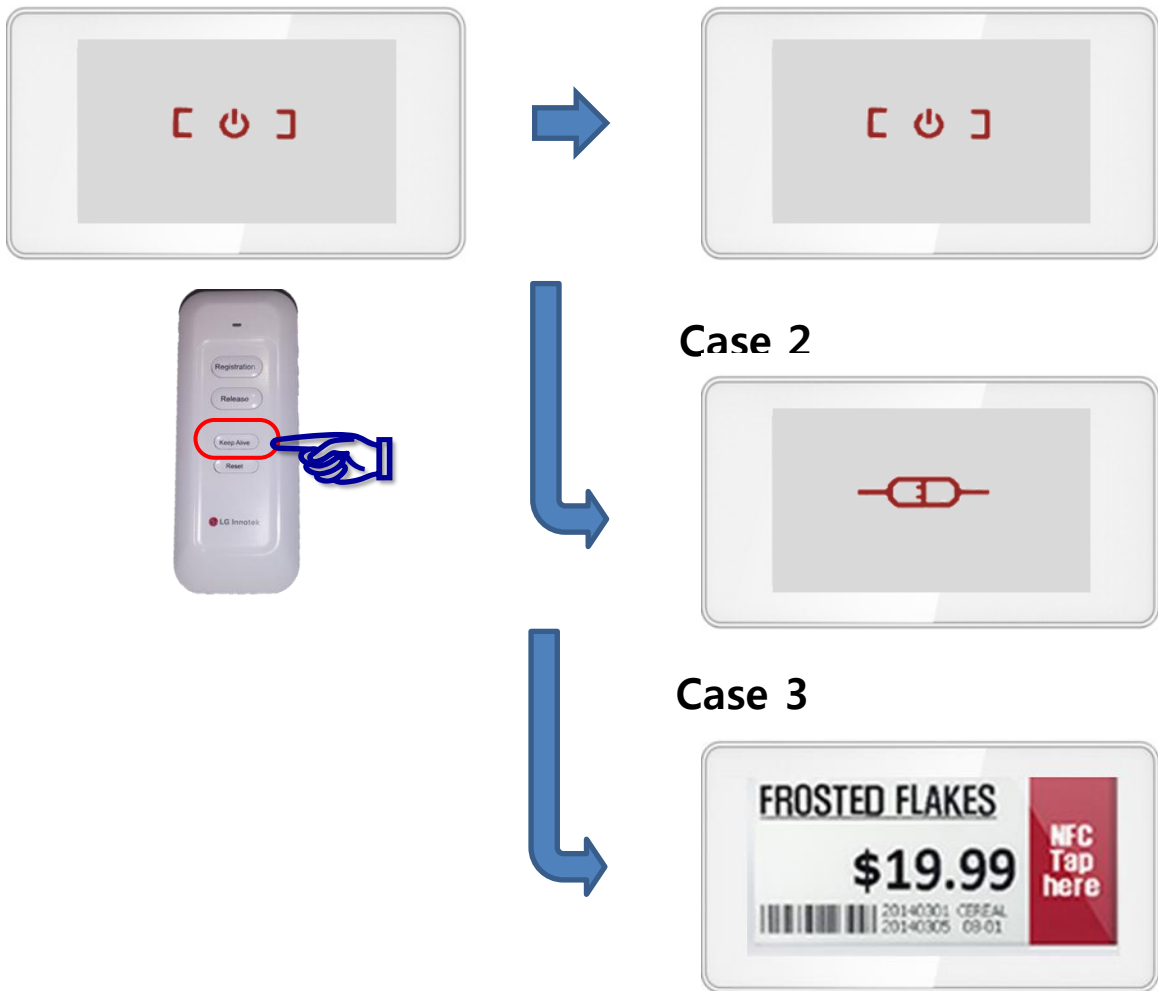 Registration
Release
Case 2
Keep Alive
Reset
LG Innotek
Case 3
FROSTED FLAKES
NFC
Tap
here
$19.99
20140301 CEREAL
20140305 08-01